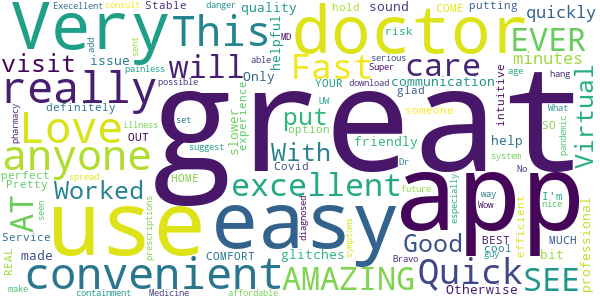 Execellent consult Stable danger hold sound COME putting quickly
Very This doctor EVER
add sent painless MD quality risk
visit issue helpful Fast care minutes
really will Only YOUR communication
possible able serious Super download glad age hang
definitely put slower experience option someone intuitive What pandemic
Love great app Virtual
pharmacy OUT UW SO
anyone illness set suggest With friendly Dr help system
perfect Pretty HOME Covid No
spread seen excellent similar future way I'm nice
AT Worked use easy Good Wow BEST MUCH
prescriptions diagnosed symptoms especially efficient cool bit professional
REAL Service made COMFORT glitches Bravo guy
convenient AMAZING Quick SEE
make containment Medicine affordable Otherwise